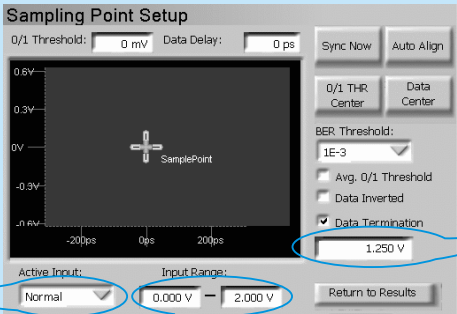 Sampling Point Setup
0/1 Threshold: 0 mV Data Delay: 0 ps
Sync Now Auto Align
0/1 THR Center Data Center
0.6V
0.3V
0V
-0.3V
-0.6V
SamplePoint
-200ps 0ps 200ps
BER Threshold:
1E-3
Avg. 0/1 Threshold
Data Inverted
Data Termination
1.250 V
Active Input: Input Range:
Normal 0.000 V – 2.000 V
Return to Results